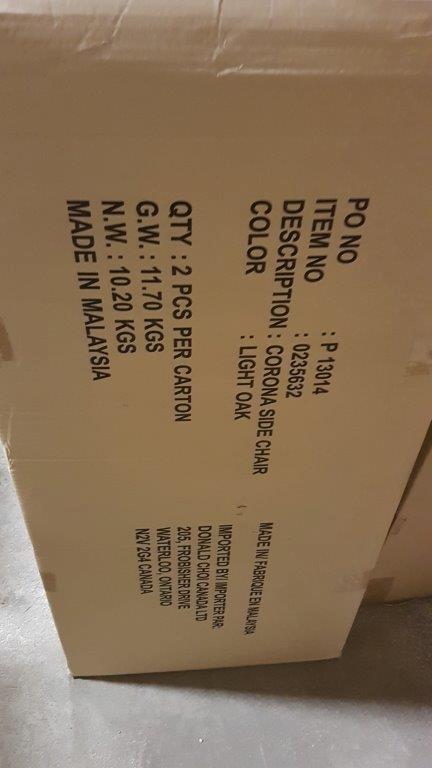 PO NO : P 13014
ITEM NO : 0235632
DESCRIPTION : CORONA SIDE CHAIR
COLOR : LIGHT OAK
QTY : 2 PCS PER CARTON
G.W. : 11.70 KGS
N.W. : 10.20 KGS
MADE IN MALAYSIA
MADE IN/ FABRIQUE EN MALAYSIA
IMPORTED BY/ IMPORTER PAR:
DONALD CHOI CANADA LTD
205, FROBISHER DRIVE
WATERLOO, ONTARIO
N2V 2G4 CANADA